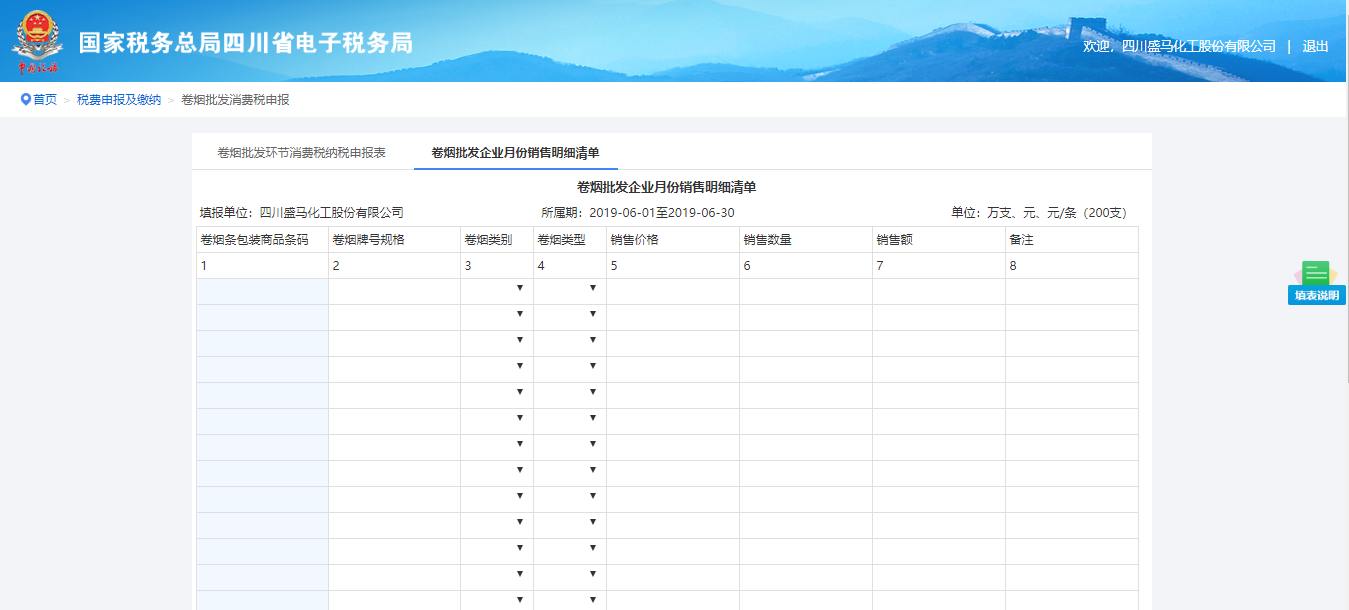 国家税务总局四川省电子税务局
欢迎，四川盛马化工股份有限公司 | 退出
中国税务
首页 > 税费申报及缴纳 > 卷烟批发消费税申报
卷烟批发环节消费税纳税申报表 卷烟批发企业月份销售明细清单
卷烟批发企业月份销售明细清单
填报单位：四川盛马化工股份有限公司 所属期：2019-06-01至2019-06-30 单位：万支、元、元/条（200支）
卷烟条包装商品条码 卷烟牌号规格 卷烟类别 卷烟类型 销售价格 销售数量 销售额 备注
1 2 3 4 5 6 7 8
填表说明